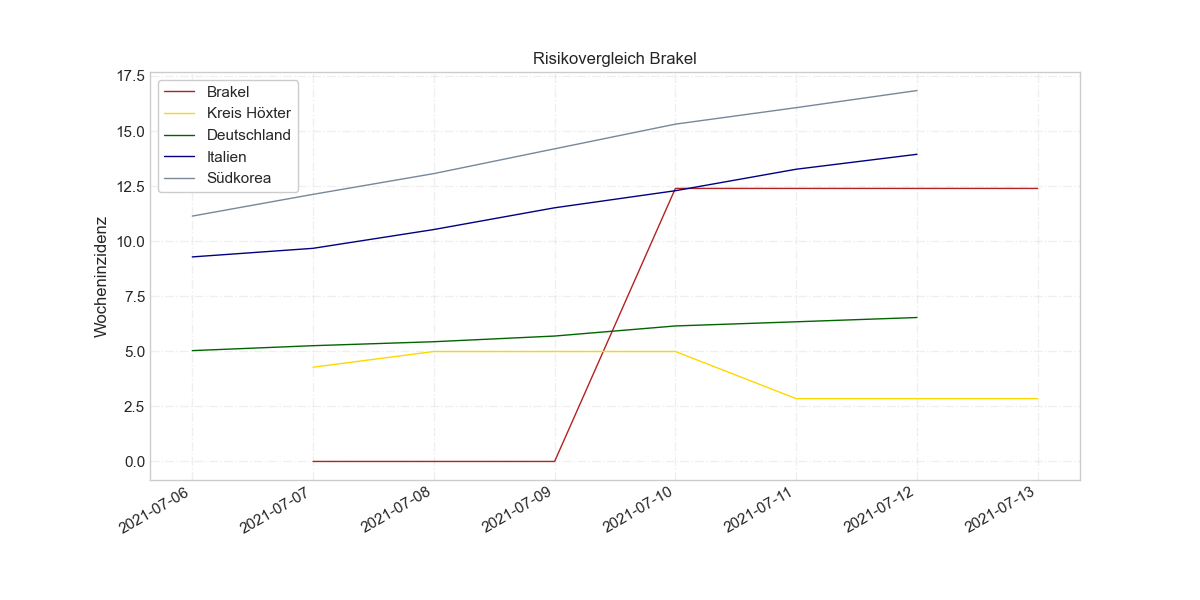 Risikovergleich Brakel
17.5
15.0
12.5
10.0
7.5
5.0
2.5
0.0
Wocheninzidenz
Brakel
Kreis Höxter
Deutschland
Italien
Südkorea
2021-07-06
2021-07-07
2021-07-08
2021-07-09
2021-07-10
2021-07-11
2021-07-12
2021-07-13